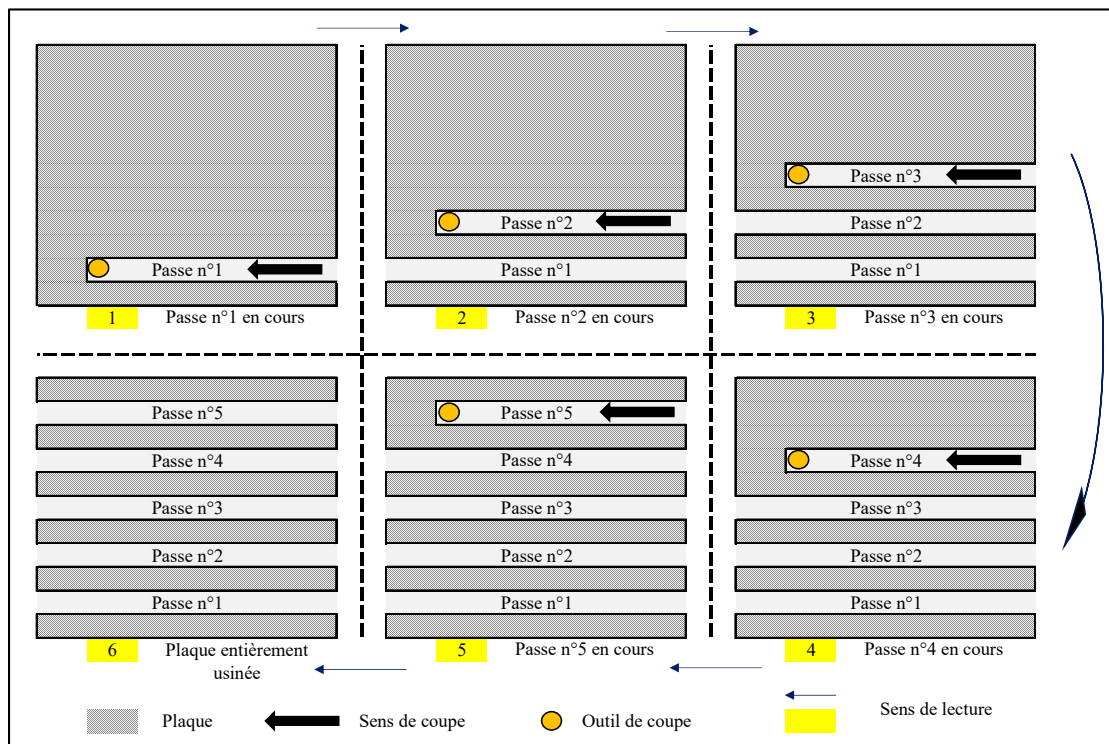 Passe n°1
1
Passe n°1 en cours
Passe n°2
Passe n°1
2
Passe n°2 en cours
Passe n°3
Passe n°2
Passe n°1
3
Passe n°3 en cours
Passe n°5
Passe n°4
Passe n°3
Passe n°2
Passe n°1
6
Plaque entièrement
usinée
Passe n°5
Passe n°4
Passe n°3
Passe n°2
Passe n°1
5
Passe n°5 en cours
Passe n°4
Passe n°3
Passe n°2
Passe n°1
4
Passe n°4 en cours
Plaque
Sens de coupe
Outil de coupe
Sens de lecture